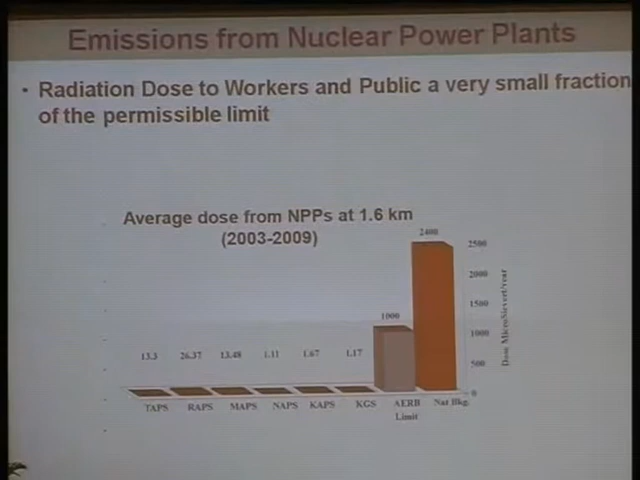 Emissions from Nuclear Power Plants
• Radiation Dose to Workers and Public a very small fraction
of the permissible limit
Average dose from NPPs at 1.6 km
(2003-2009)
2400
2500
2000
1500
1000
500
0
Dose MicroSievert/year
1000
13.3 26.37 13.48 1.11 1.67 1.17
TAPS RAPS MAPS NAPS KAPS KGS AERB Nat Bkg.
Limit